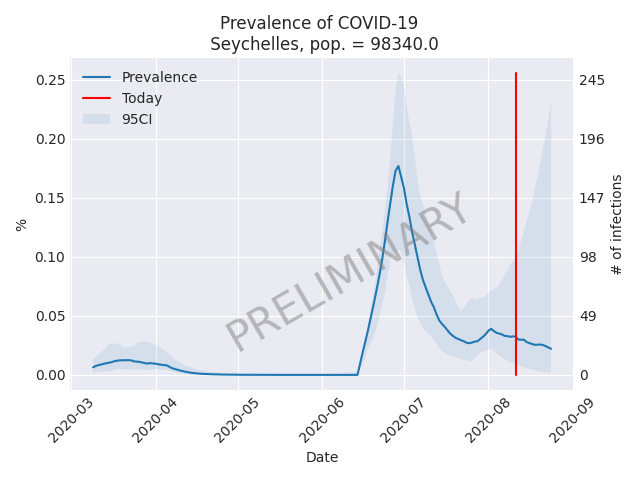 Prevalence of COVID-19
Seychelles, pop. = 98340.0
Prevalence
Today
95CI
PRELIMINARY
0.25
0.20
0.15
0.10
0.05
0.00
%
245
196
147
98
49
0
# of infections
2020-03
2020-04
2020-05
2020-06
2020-07
2020-08
2020-09
Date